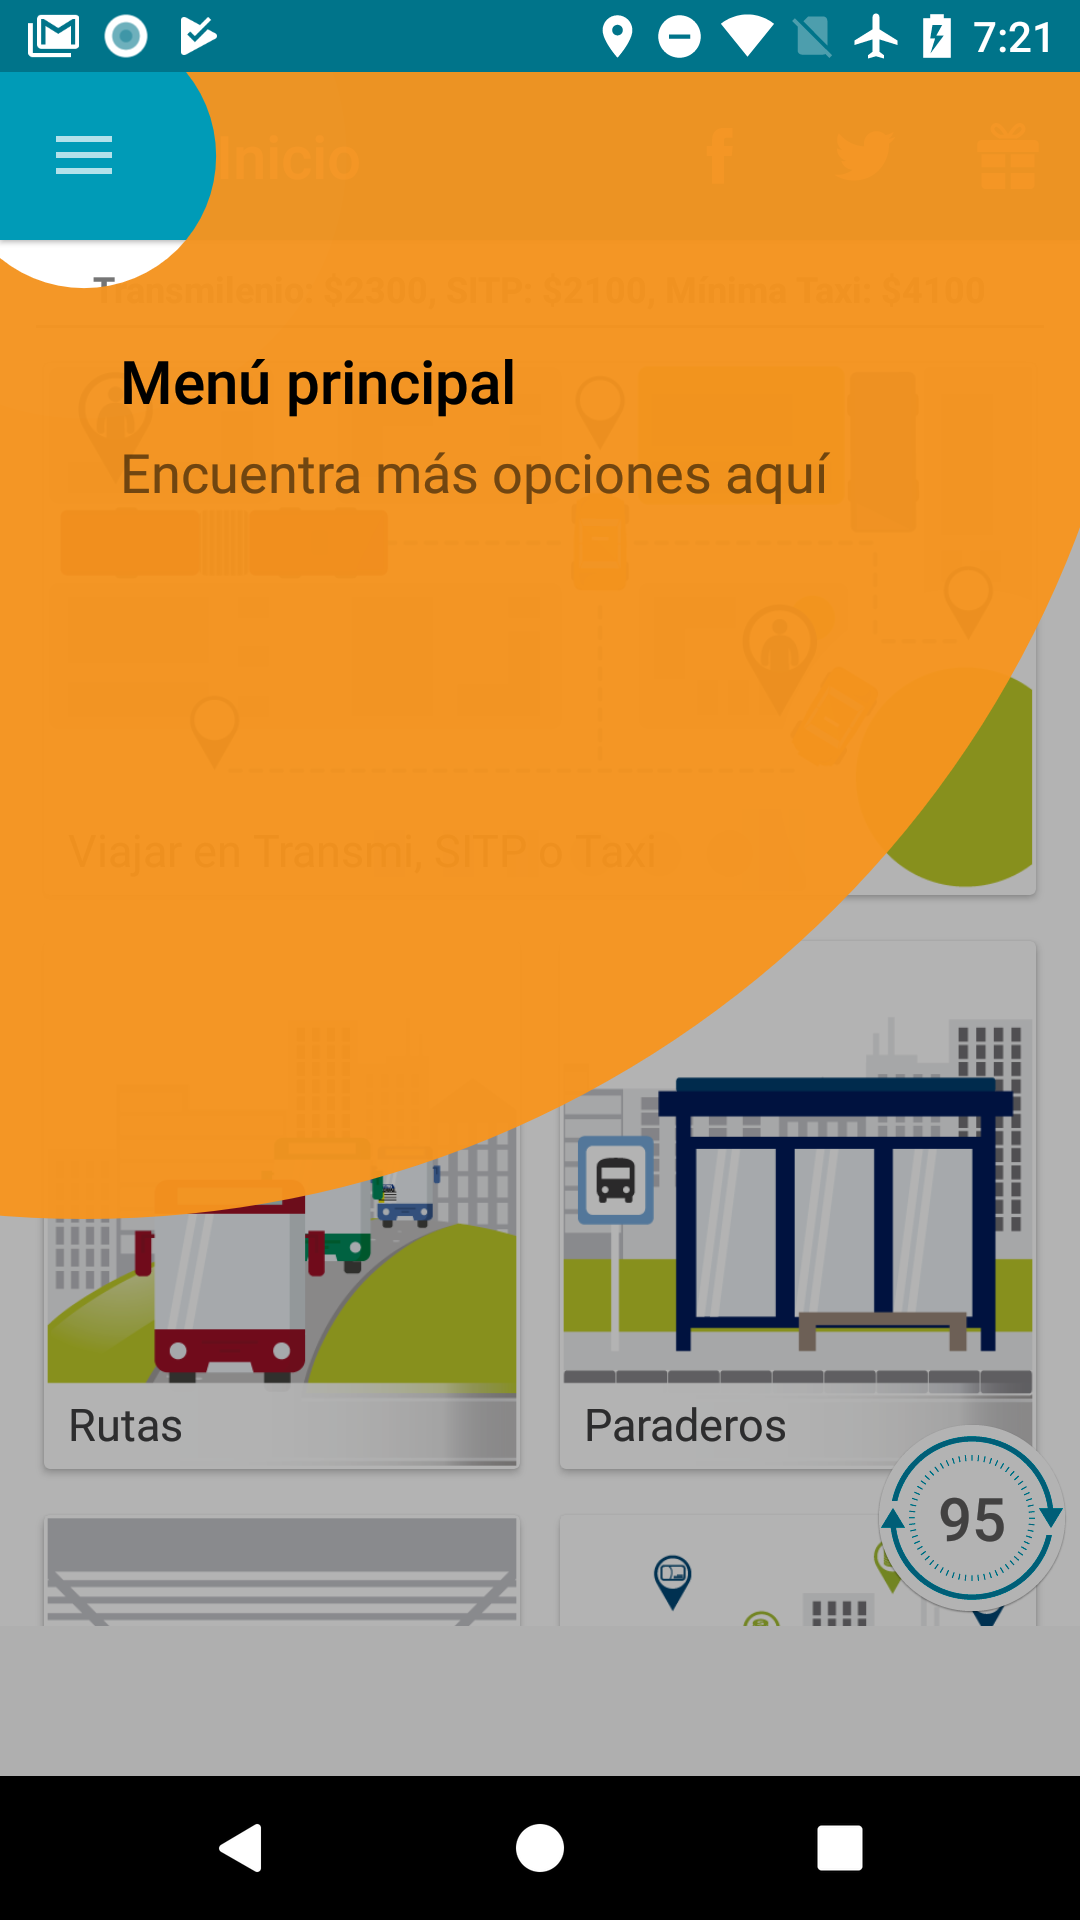 7:21
Inicio
Transmilenio: $2300, SITP: $2100, Mínima Taxi: $4100
Menú principal
Encuentra más opciones aquí
Viajar en Transmi, SITP o Taxi
Rutas
Paraderos
95